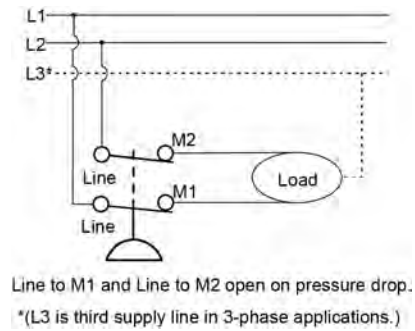 L1
L2
L3*
M2
Line
Load
M1
Line
Line to M1 and Line to M2 open on pressure drop.
*(L3 is third supply line in 3-phase applications.)